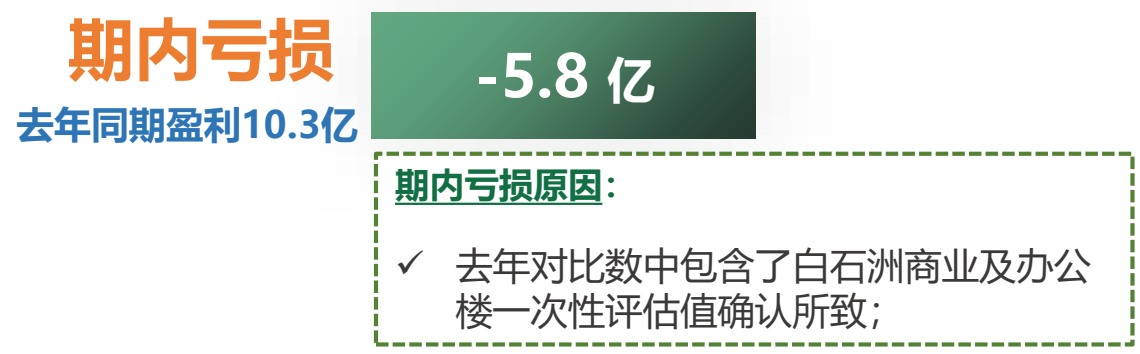 期内亏损
去年同期盈利10.3亿
-5.8 亿
期内亏损原因：
✓ 去年对比数中包含了白石洲商业及办公
楼一次性评估值确认所致；